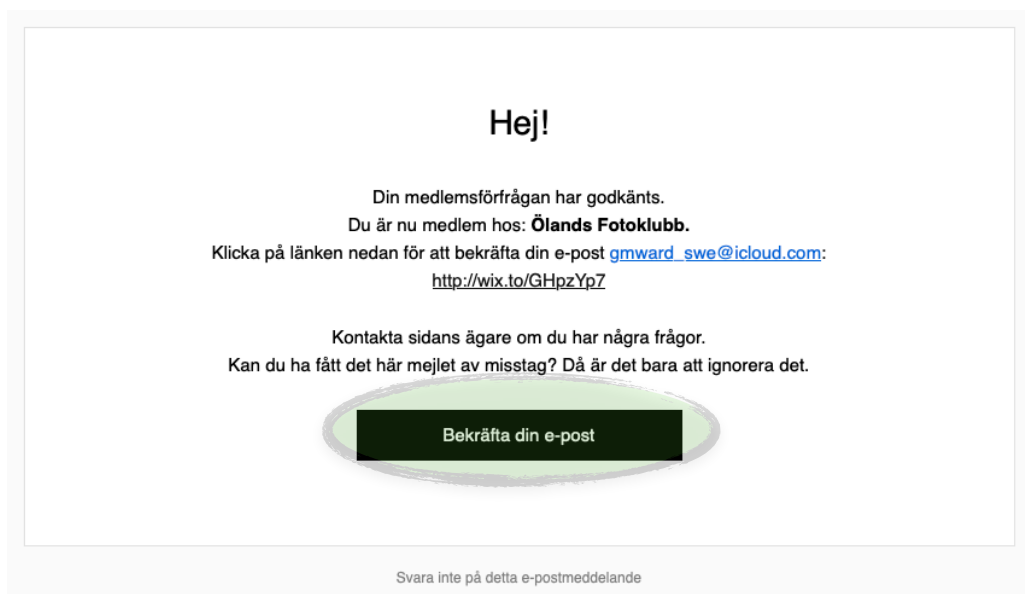 Hej!
Din medlemsförfrågan har godkänts.
Du är nu medlem hos: Ölands Fotoklubb.
Klicka på länken nedan för att bekräfta din e-post gmward_swe@icloud.com:
http://wix.to/GHpzYp7
Kontakta sidans ägare om du har några frågor.
Kan du ha fått det här mejlet av misstag? Då är det bara att ignorera det.
Bekräfta din e-post
Svara inte på detta e-postmeddelande